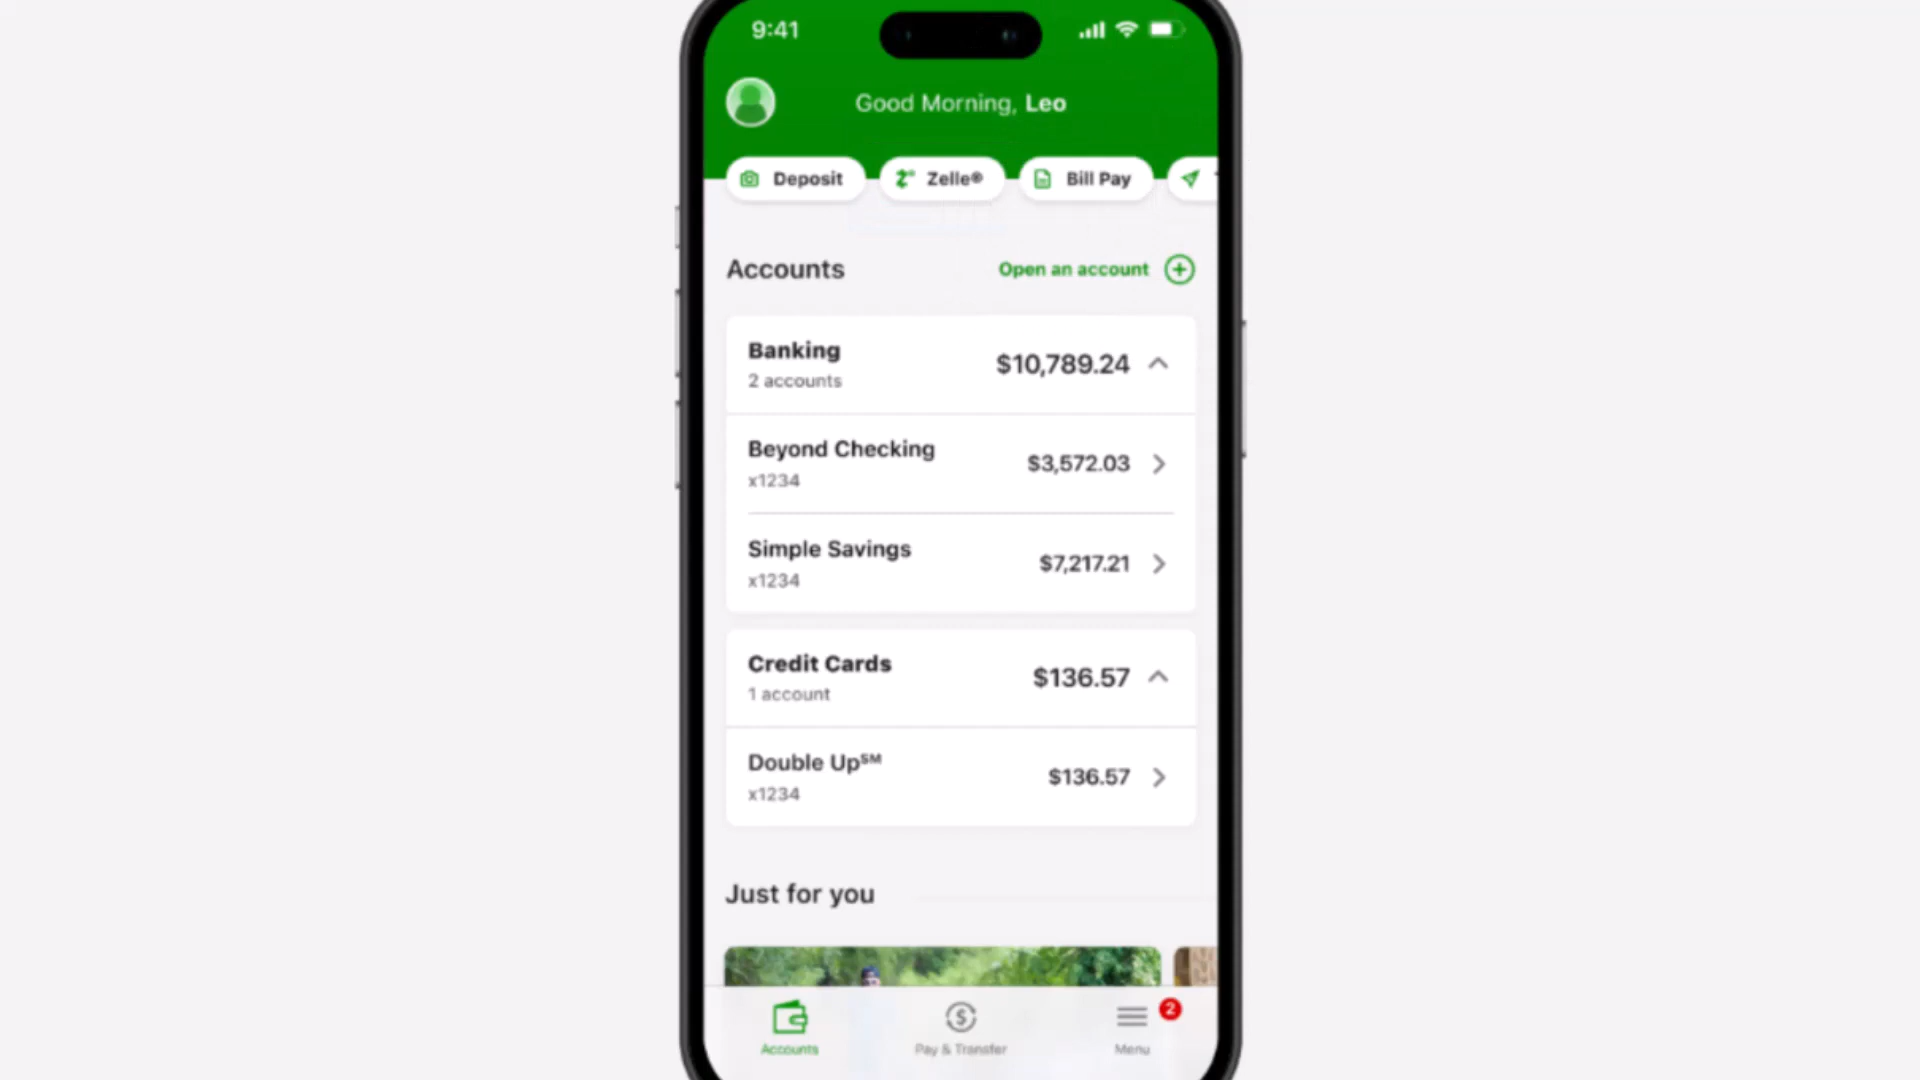 9:41
Good Morning, Leo
Deposit
Zelle®
Bill Pay
Accounts
Open an account
Banking
$10,789.24
2 accounts
Beyond Checking
$3,572.03
x1234
Simple Savings
$7,217.21
x1234
Credit Cards
$136.57
1 account
Double Up℠
$136.57
x1234
Just for you
2
Accounts
Pay & Transfer
Menu